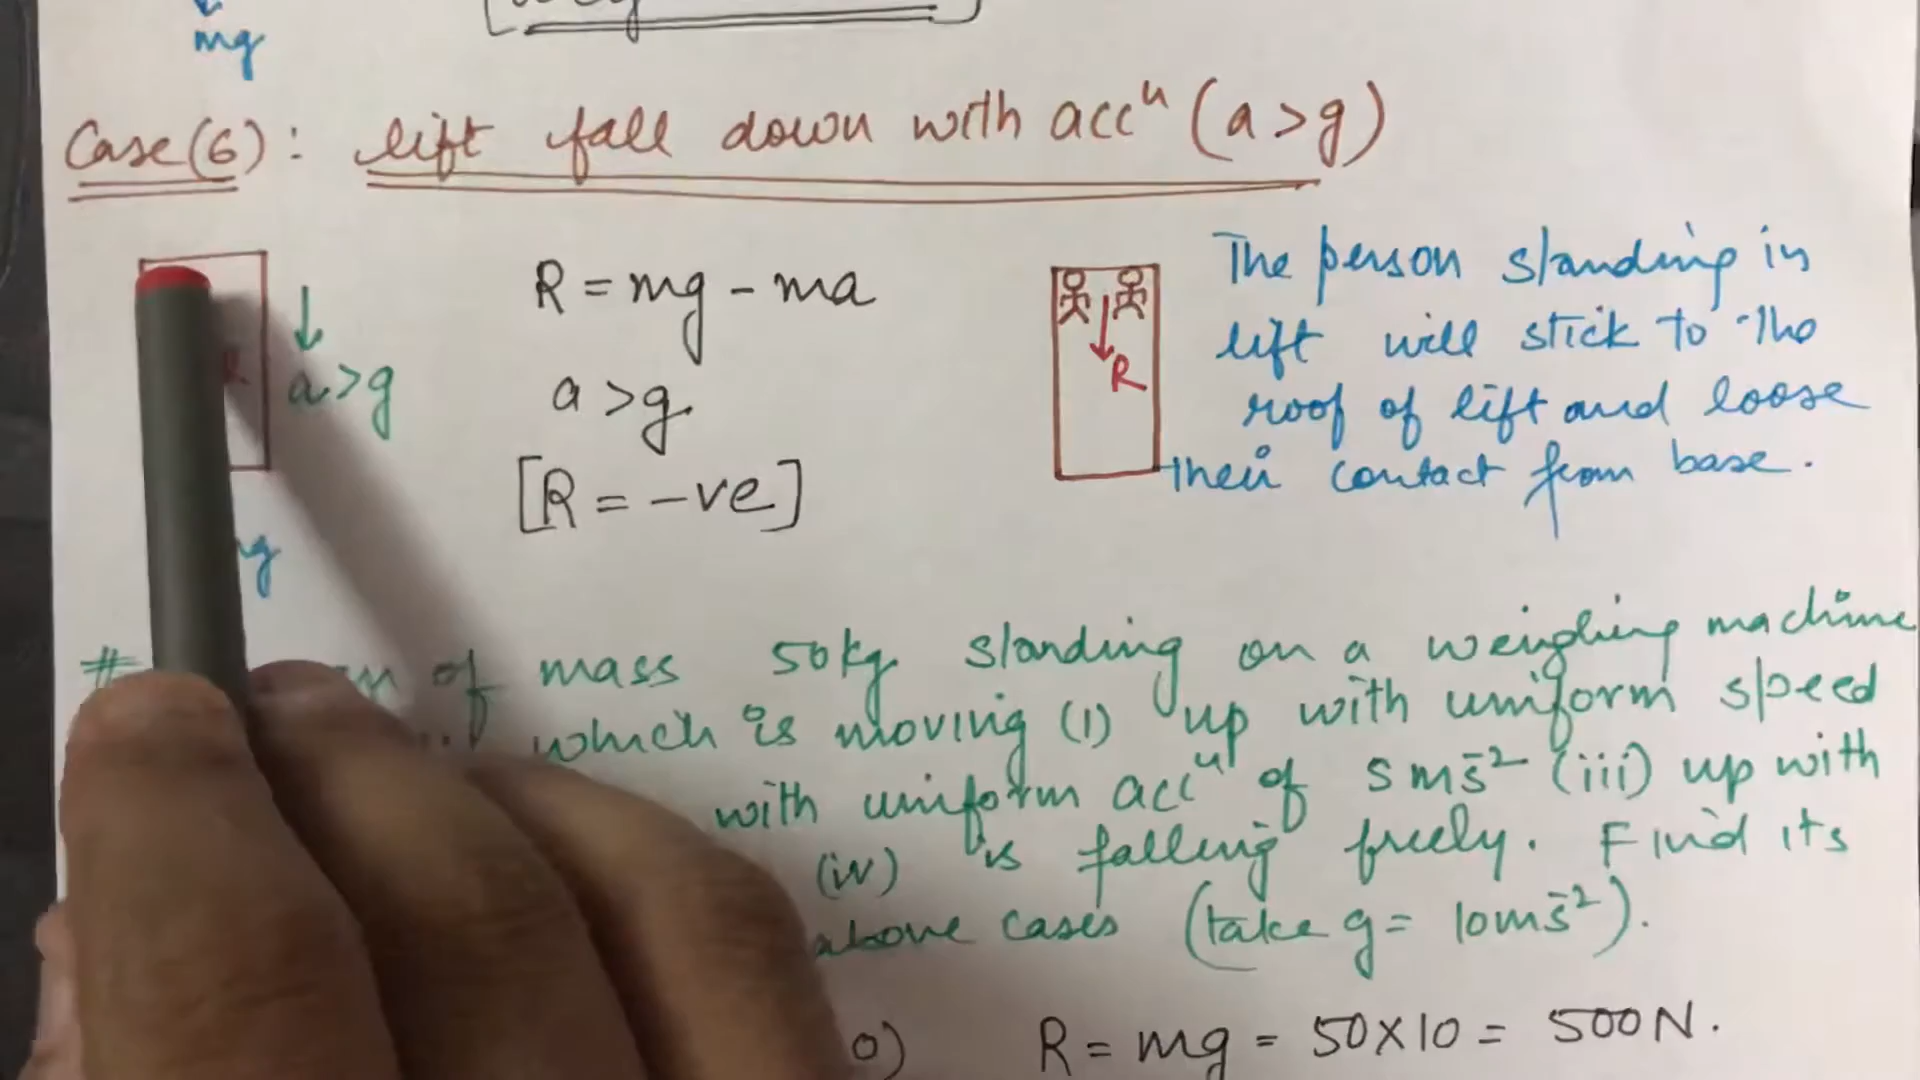 mg
Case(6): lift fall down with accⁿ (a>g)
R = mg - ma
a > g
[R = -ve]
a>g
R
The person standing in
lift will stick to the
roof of lift and loose
their contact from base.
# of mass 50kg standing on a weighing machine
which is moving (i) up with uniform speed
with uniform accⁿ of 5 ms⁻² (iii) up with
(iv) is falling freely. Find its
above cases (take g = 10ms⁻²).
0) R = mg = 50×10 = 500N.